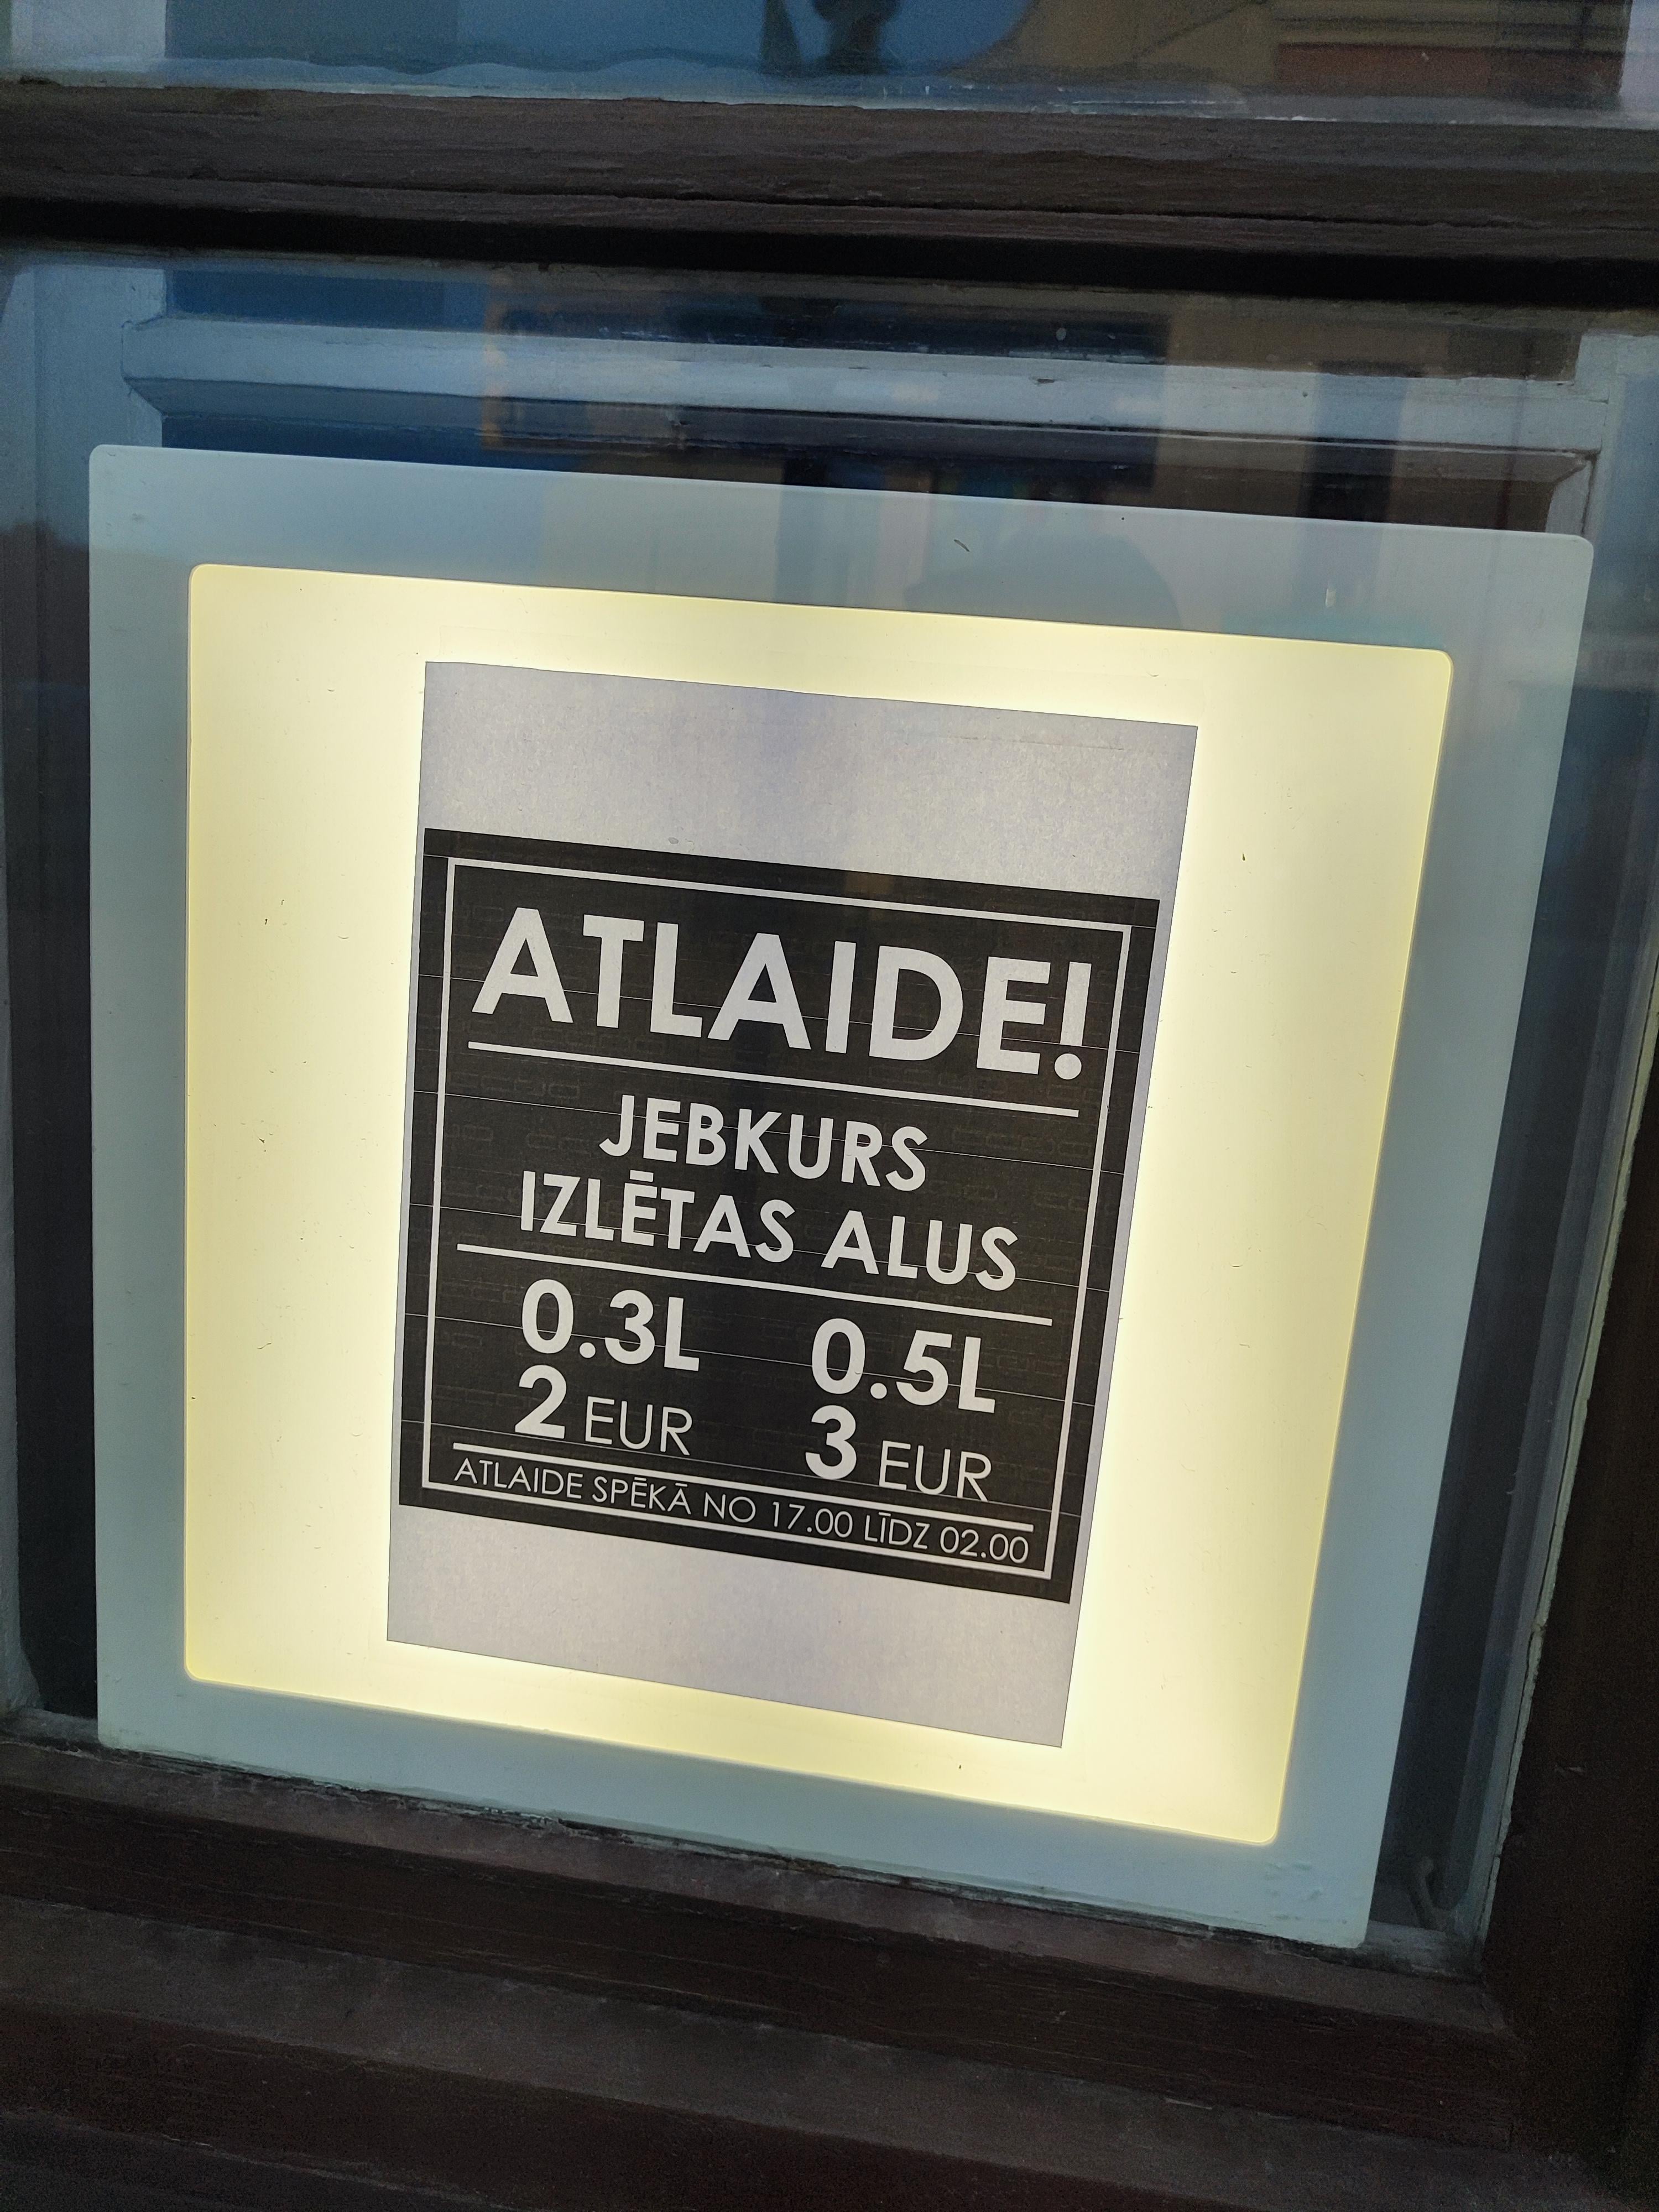 ATLAIDE!
JEBKURS
IZLĒTAS ALUS
0.3L 0.5L
2 EUR 3 EUR
ATLAIDE SPĒKĀ NO 17.00 LĪDZ 02.00